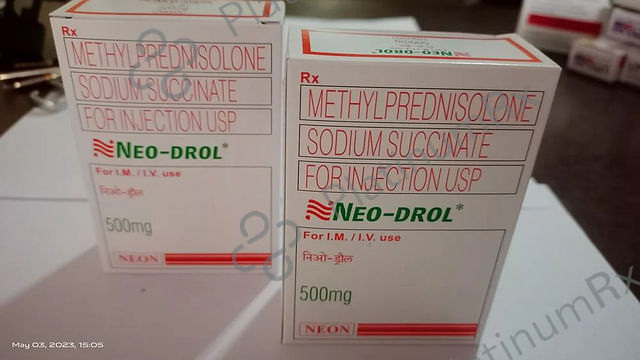 Rx
METHYLPREDNISOLONE
SODIUM SUCCINATE
FOR INJECTION USP
NEO-DROL*
For I.M. / I.V. use
निओ-ड्रौल
500mg
NEON
NEO-DROL
Rx
METHYLPREDNISOLONE
SODIUM SUCCINATE
FOR INJECTION USP
NEO-DROL*
For I.M. / I.V. use
निओ-ड्रौल
500mg
NEON
May 03, 2023, 15:05